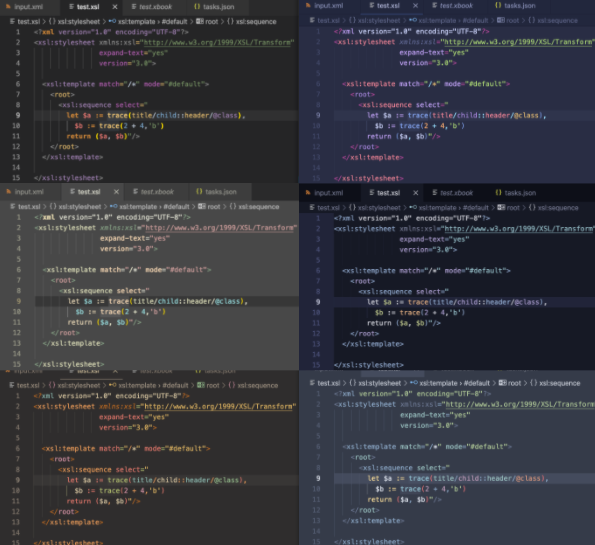 input.xml test.xsl × test.xbook tasks.json
test.xsl > {} xsl:stylesheet > xsl:template › #default > root > {} xsl:sequence
1 <?xml version="1.0" encoding="UTF-8"?>
2 <xsl:stylesheet xmlns:xsl="http://www.w3.org/1999/XSL/Transform"
3 expand-text="yes"
4 version="3.0">
5
6 <xsl:template match="/*" mode="#default">
7 <root>
8 <xsl:sequence select="
9 let $a := trace(title/child::header/@class),
10 $b := trace(2 + 4,'b')
11 return ($a, $b)"/>
12 </root>
13 </xsl:template>
14
15 </xsl:stylesheet>
input.xml test.xsl × test.xbook tasks.json
test.xsl > {} xsl:stylesheet > xsl:template › #default > root > {} xsl:sequence
1 <?xml version="1.0" encoding="UTF-8"?>
2 <xsl:stylesheet xmlns:xsl="http://www.w3.org/1999/XSL/Transform"
3 expand-text="yes"
4 version="3.0">
5
6 <xsl:template match="/*" mode="#default">
7 <root>
8 <xsl:sequence select="
9 let $a := trace(title/child::header/@class),
10 $b := trace(2 + 4,'b')
11 return ($a, $b)"/>
12 </root>
13 </xsl:template>
14
15 </xsl:stylesheet>
input.xml test.xsl × test.xbook tasks.json
test.xsl > {} xsl:stylesheet > xsl:template › #default > root > {} xsl:sequence
1 <?xml version="1.0" encoding="UTF-8"?>
2 <xsl:stylesheet xmlns:xsl="http://www.w3.org/1999/XSL/Transform"
3 expand-text="yes"
4 version="3.0">
5
6 <xsl:template match="/*" mode="#default">
7 <root>
8 <xsl:sequence select="
9 let $a := trace(title/child::header/@class),
10 $b := trace(2 + 4,'b')
11 return ($a, $b)"/>
12 </root>
13 </xsl:template>
14
15 </xsl:stylesheet>
input.xml test.xsl × test.xbook tasks.json
test.xsl > {} xsl:stylesheet > xsl:template › #default > root > {} xsl:sequence
1 <?xml version="1.0" encoding="UTF-8"?>
2 <xsl:stylesheet xmlns:xsl="http://www.w3.org/1999/XSL/Transform"
3 expand-text="yes"
4 version="3.0">
5
6 <xsl:template match="/*" mode="#default">
7 <root>
8 <xsl:sequence select="
9 let $a := trace(title/child::header/@class),
10 $b := trace(2 + 4,'b')
11 return ($a, $b)"/>
12 </root>
13 </xsl:template>
14
15 </xsl:stylesheet>
test.xsl > {} xsl:stylesheet > xsl:template › #default > root > {} xsl:sequence
1 <?xml version="1.0" encoding="UTF-8"?>
2 <xsl:stylesheet xmlns:xsl="http://www.w3.org/1999/XSL/Transform"
3 expand-text="yes"
4 version="3.0">
5
6 <xsl:template match="/*" mode="#default">
7 <root>
8 <xsl:sequence select="
9 let $a := trace(title/child::header/@class),
10 $b := trace(2 + 4,'b')
11 return ($a, $b)"/>
12 </root>
13 </xsl:template>
14
15 </xsl:stylesheet>
test.xsl > {} xsl:stylesheet > xsl:template › #default > root > {} xsl:sequence
1 <?xml version="1.0" encoding="UTF-8"?>
2 <xsl:stylesheet xmlns:xsl="http://www.w3.org/1999/XSL/Transform"
3 expand-text="yes"
4 version="3.0">
5
6 <xsl:template match="/*" mode="#default">
7 <root>
8 <xsl:sequence select="
9 let $a := trace(title/child::header/@class),
10 $b := trace(2 + 4,'b')
11 return ($a, $b)"/>
12 </root>
13 </xsl:template>
14
15 </xsl:stylesheet>